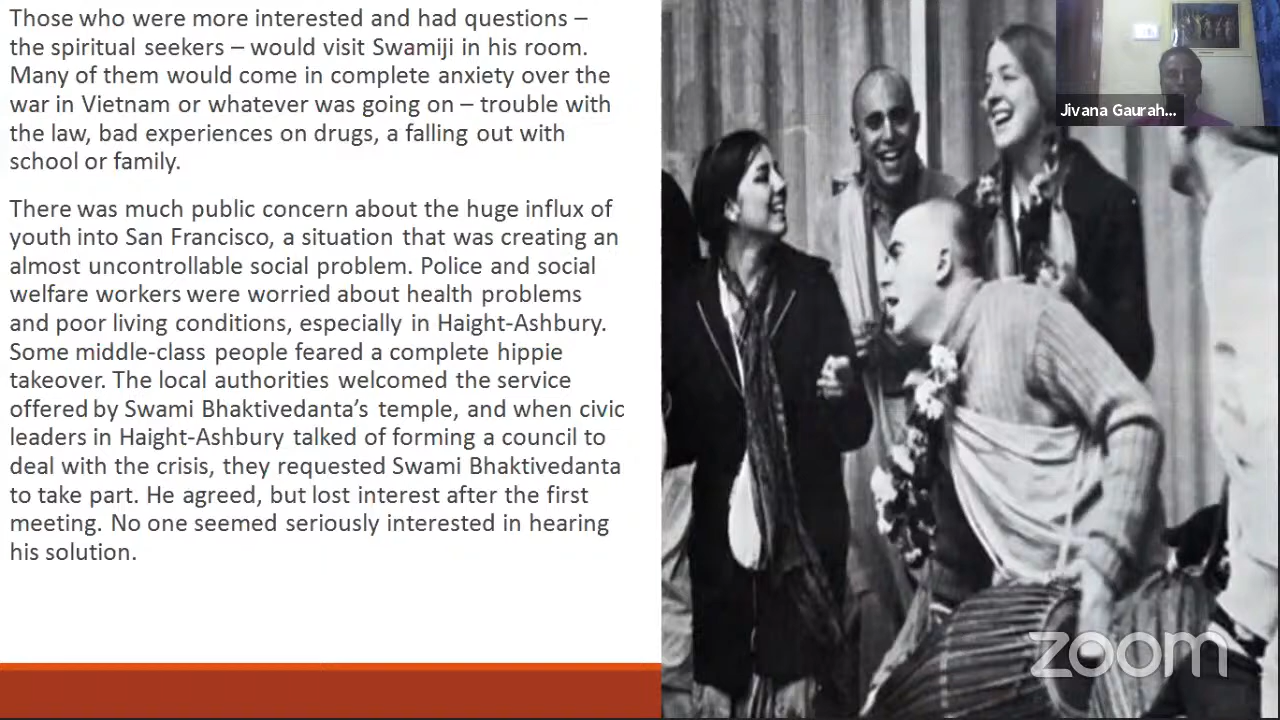 Those who were more interested and had questions –
the spiritual seekers – would visit Swamiji in his room.
Many of them would come in complete anxiety over the
war in Vietnam or whatever was going on – trouble with
the law, bad experiences on drugs, a falling out with
school or family.
There was much public concern about the huge influx of
youth into San Francisco, a situation that was creating an
almost uncontrollable social problem. Police and social
welfare workers were worried about health problems
and poor living conditions, especially in Haight-Ashbury.
Some middle-class people feared a complete hippie
takeover. The local authorities welcomed the service
offered by Swami Bhaktivedanta’s temple, and when civic
leaders in Haight-Ashbury talked of forming a council to
deal with the crisis, they requested Swami Bhaktivedanta
to take part. He agreed, but lost interest after the first
meeting. No one seemed seriously interested in hearing
his solution.
Jivana Gaurah...
zoom